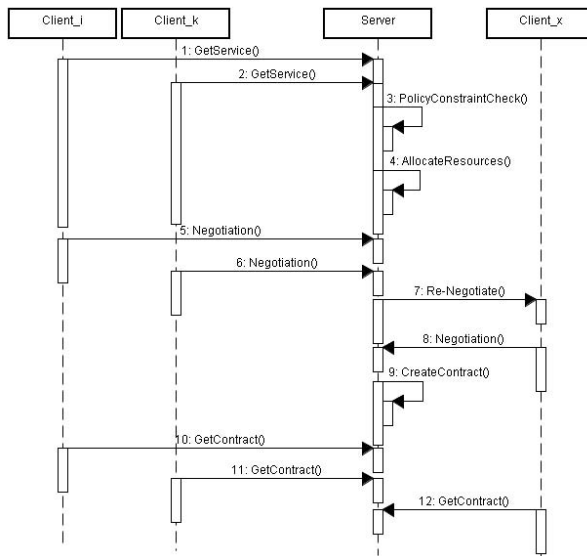 Client_i
Client_k
Server
Client_x
1: GetService()
2: GetService()
3: PolicyConstraintCheck()
4: AllocateResources()
5: Negotiation()
6: Negotiation()
7: Re-Negotiate()
8: Negotiation()
9: CreateContract()
10: GetContract()
11: GetContract()
12: GetContract()